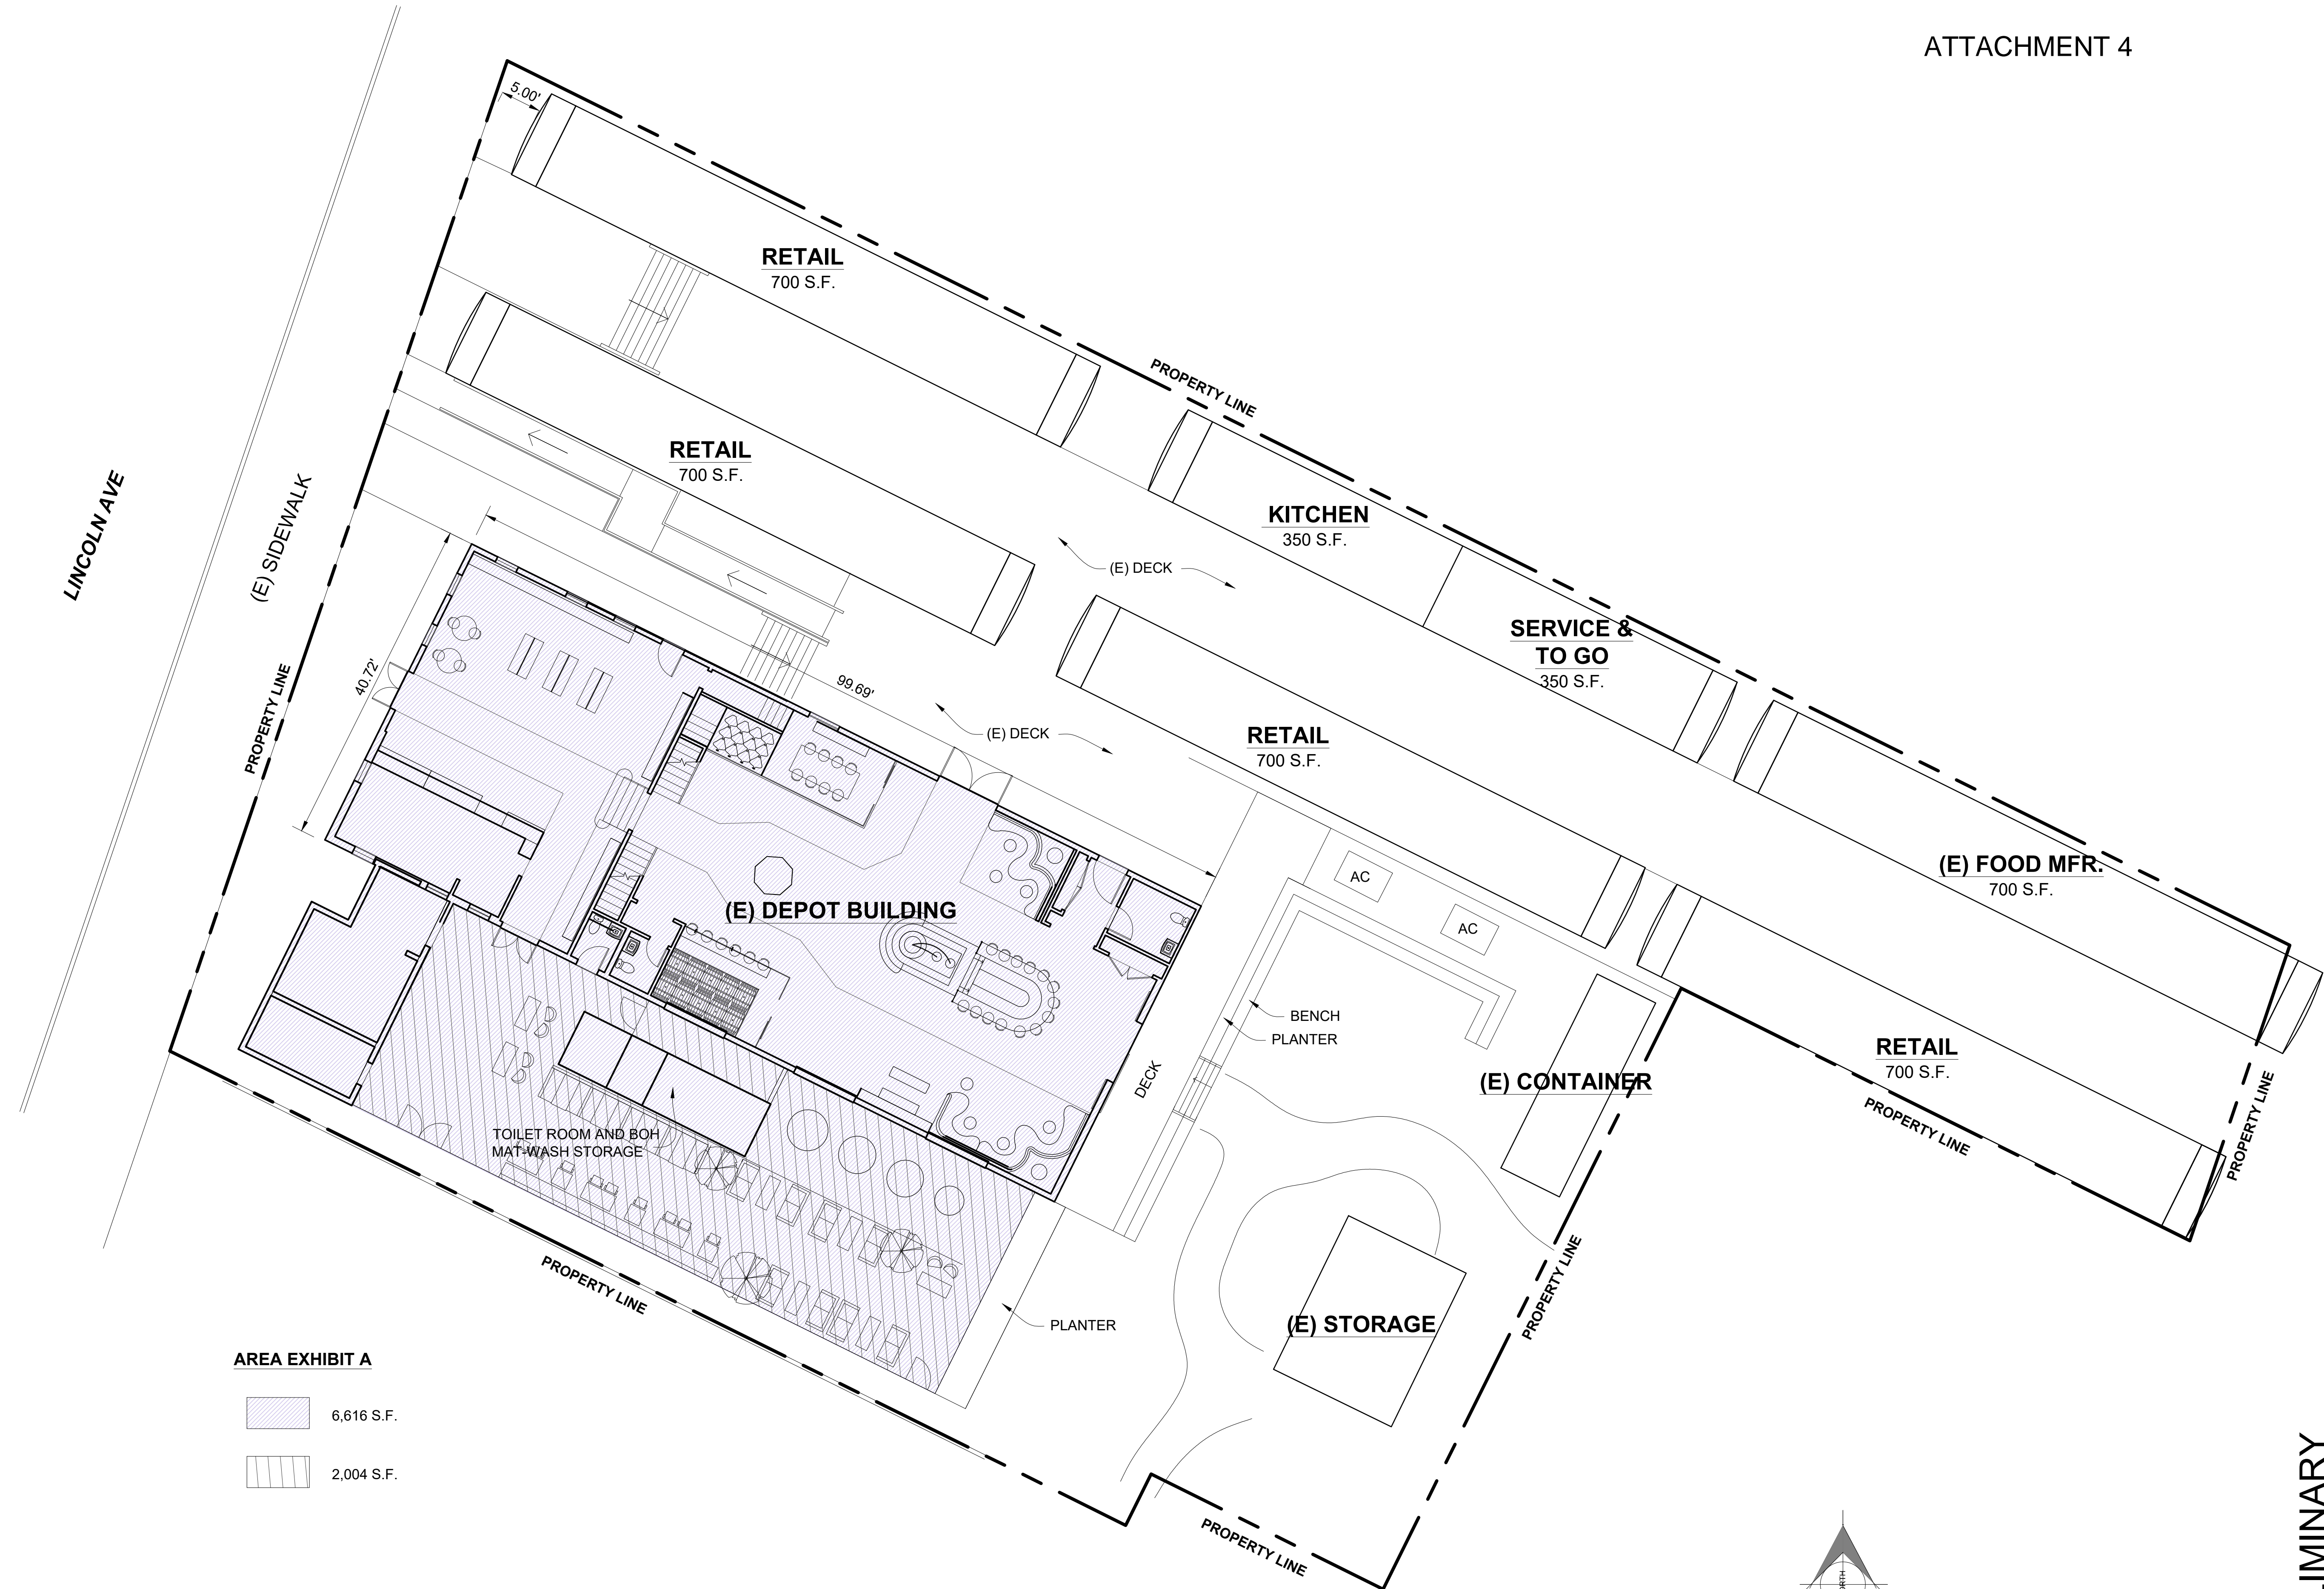 ATTACHMENT 4
5.00'
RETAIL
700 S.F.
PROPERTY LINE
RETAIL
700 S.F.
LINCOLN AVE
(E) SIDEWALK
KITCHEN
350 S.F.
(E) DECK
SERVICE &
TO GO
350 S.F.
40.72'
99.69'
PROPERTY LINE
(E) DECK
RETAIL
700 S.F.
(E) FOOD MFR.
700 S.F.
AC
AC
(E) DEPOT BUILDING
BENCH
PLANTER
DECK
(E) CONTAINER
RETAIL
700 S.F.
PROPERTY LINE
PROPERTY LINE
TOILET ROOM AND BOH
MAT-WASH STORAGE
PROPERTY LINE
PROPERTY LINE
PLANTER
(E) STORAGE
AREA EXHIBIT A
6,616 S.F.
2,004 S.F.
PROPERTY LINE